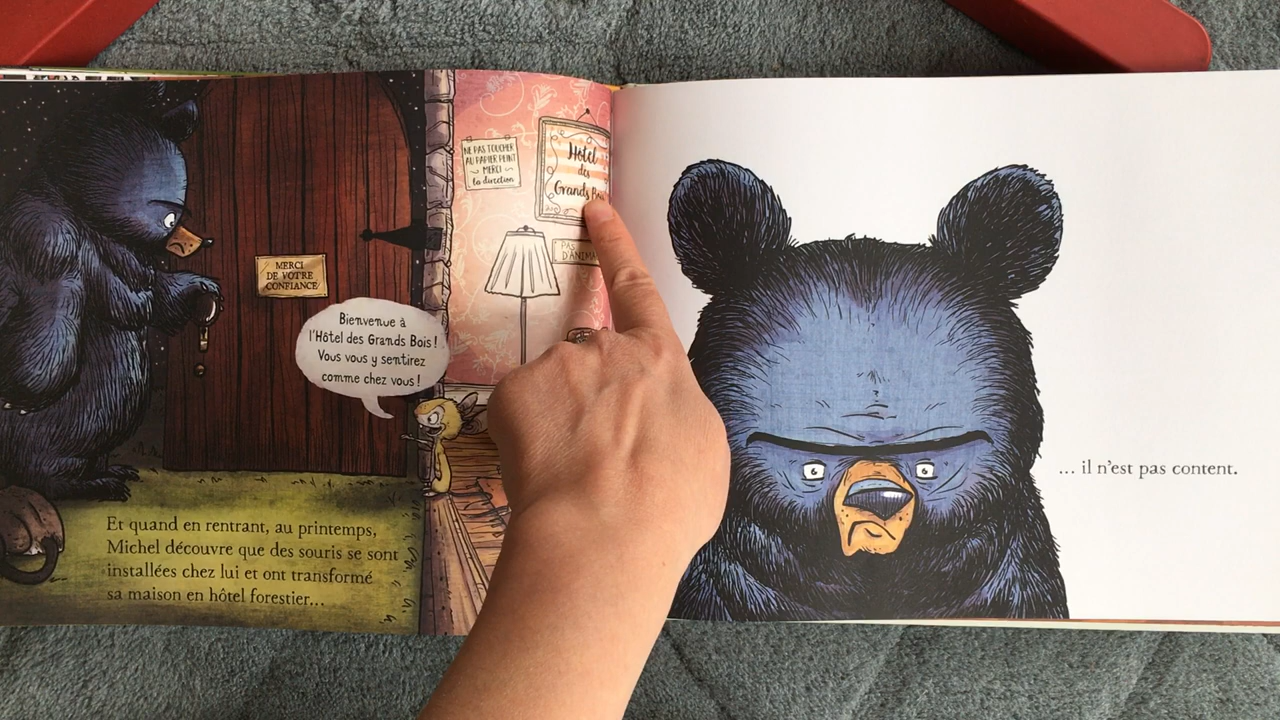 NE PAS TOUCHER
AU PAPIER PEINT
MERCI
la direction
Hôtel
des
Grands
PAS
MERCI
DE VOTRE
CONFIANCE
Bienvenue à
l'Hôtel des Grands Bois !
Vous vous y sentirez
comme chez vous !
Et quand en rentrant, au printemps,
Michel découvre que des souris se sont
installées chez lui et ont transformé
sa maison en hôtel forestier...
... il n'est pas content.